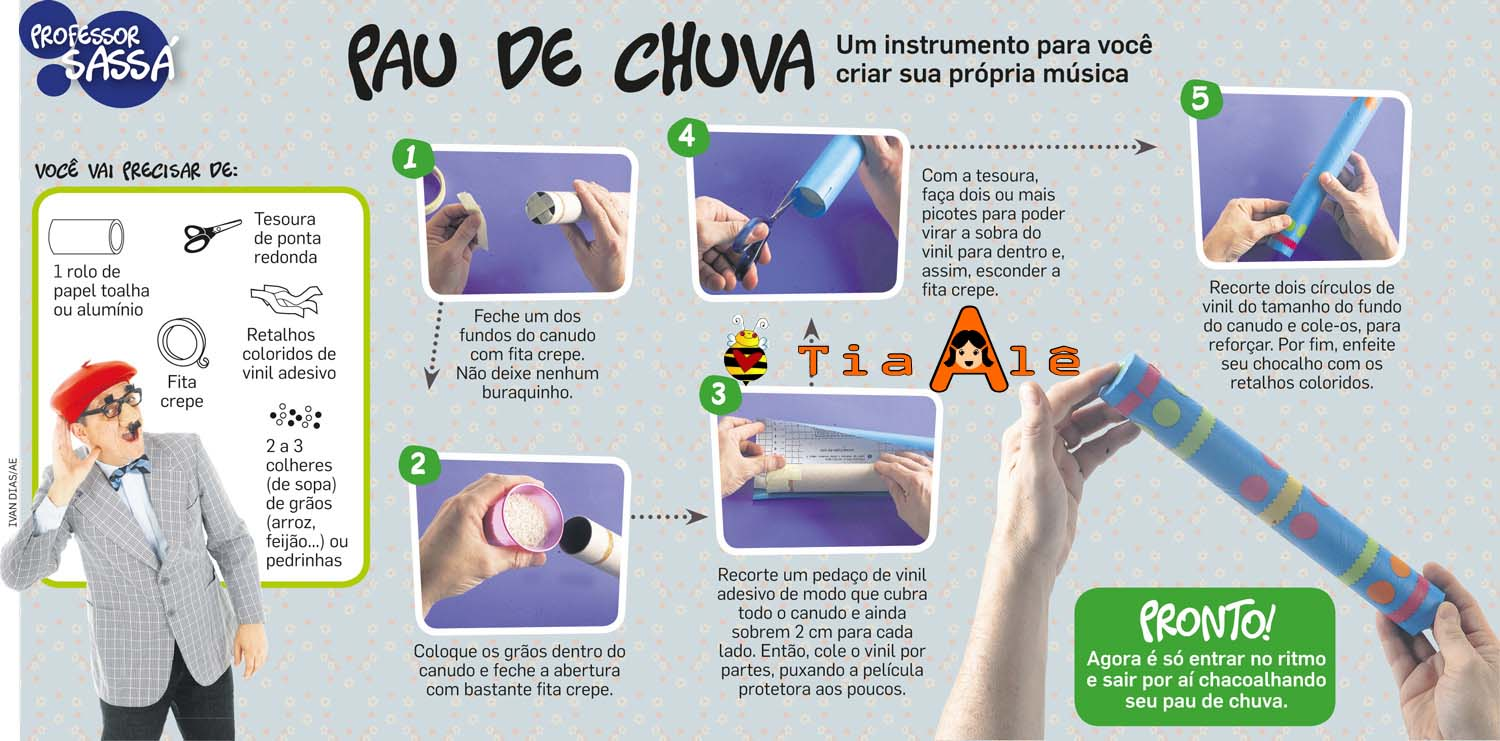 PROFESSOR
SASSÁ
PAU DE CHUVA
Um instrumento para você
criar sua própria música
VOCÊ VAI PRECISAR DE:
1 rolo de
papel toalha
ou alumínio
Tesoura
de ponta
redonda
Fita
crepe
Retalhos
coloridos de
vinil adesivo
2 a 3
colheres
(de sopa)
de grãos
(arroz,
feijão...) ou
pedrinhas
IVAN DIAS/AE
1
Feche um dos
fundos do canudo
com fita crepe.
Não deixe nenhum
buraquinho.
2
Coloque os grãos dentro do
canudo e feche a abertura
com bastante fita crepe.
3
Recorte um pedaço de vinil
adesivo de modo que cubra
todo o canudo e ainda
sobrem 2 cm para cada
lado. Então, cole o vinil por
partes, puxando a película
protetora aos poucos.
4
Com a tesoura,
faça dois ou mais
picotes para poder
virar a sobra do
vinil para dentro e,
assim, esconder a
fita crepe.
Tia Alê
5
Recorte dois círculos de
vinil do tamanho do fundo
do canudo e cole-os, para
reforçar. Por fim, enfeite
seu chocalho com os
retalhos coloridos.
PRONTO!
Agora é só entrar no ritmo
e sair por aí chacoalhando
seu pau de chuva.